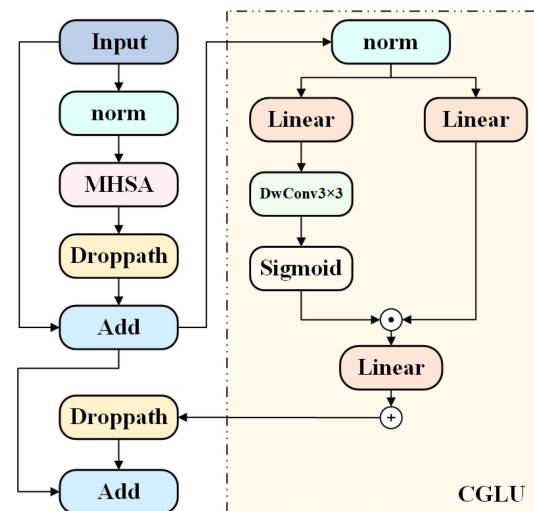 Input
norm
MHSA
Droppath
Add
Droppath
Add
norm
Linear
Linear
DwConv3×3
Sigmoid
Linear
+
CGLU